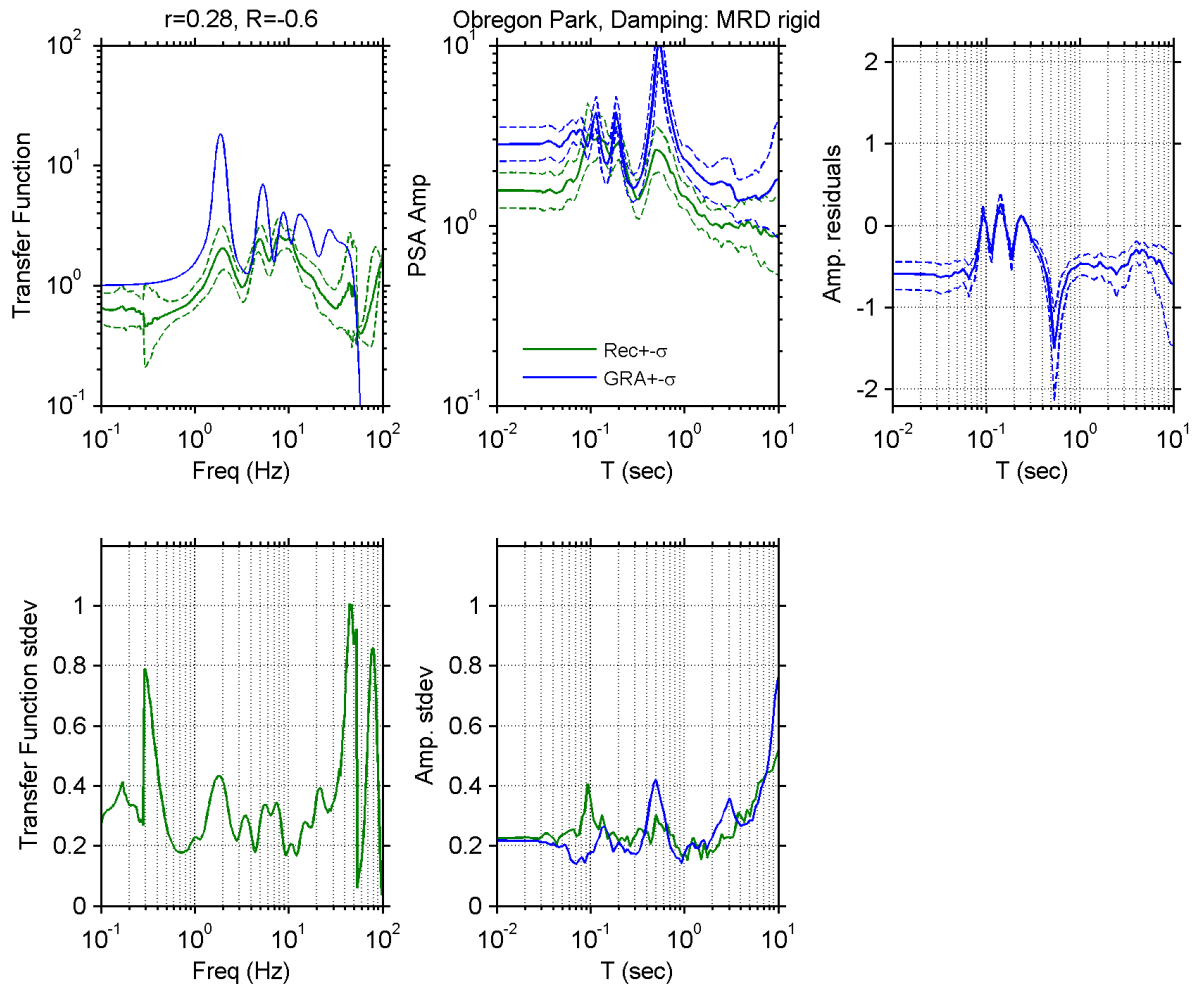 r=0.28, R=-0.6
Obregon Park, Damping: MRD rigid
Transfer Function
10^2
10^1
10^0
10^-1
10^-1 10^0 10^1 10^2
Freq (Hz)
PSA Amp
10^1
10^0
10^-1
Rec+-σ
GRA+-σ
10^-2 10^-1 10^0 10^1
T (sec)
Amp. residuals
2
1
0
-1
-2
10^-2 10^-1 10^0 10^1
T (sec)
Transfer Function stdev
1
0.8
0.6
0.4
0.2
0
10^-1 10^0 10^1 10^2
Freq (Hz)
Amp. stdev
1
0.8
0.6
0.4
0.2
0
10^-2 10^-1 10^0 10^1
T (sec)